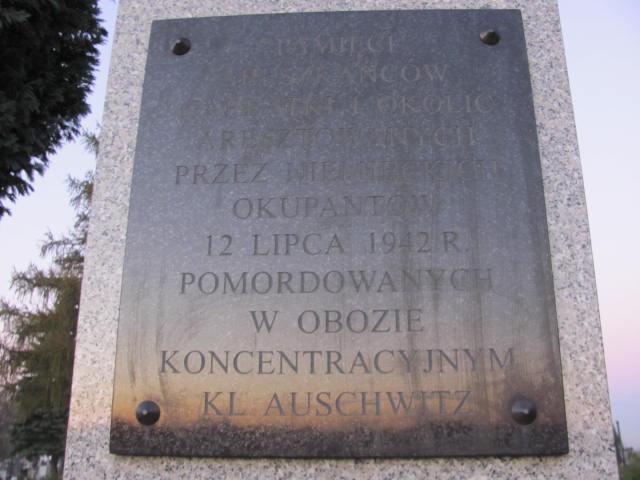 PAMIĘCI
MIESZKAŃCÓW
I OKOLIC
ARESZTOWANYCH
PRZEZ NIEMIECKICH
OKUPANTÓW
12 LIPCA 1942 R.
POMORDOWANYCH
W OBOZIE
KONCENTRACYJNYM
KL AUSCHWITZ